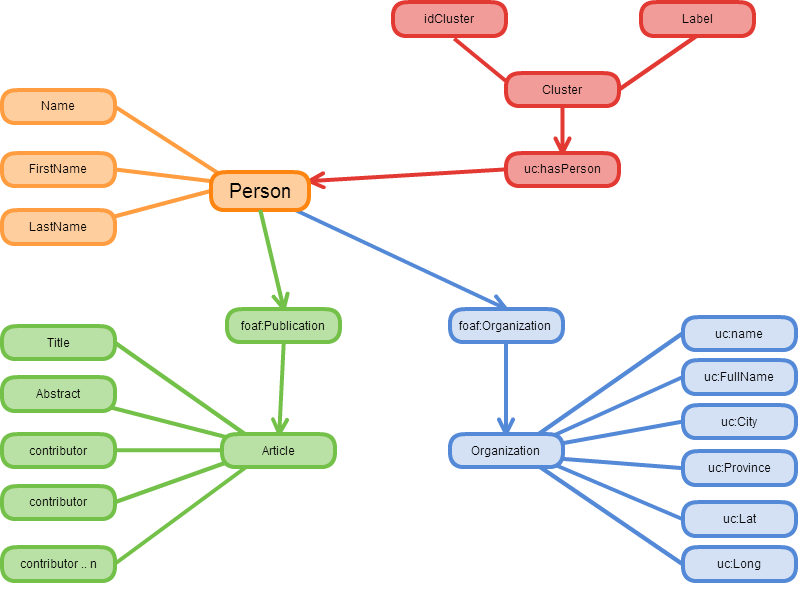 idCluster
Label
Cluster
Name
uc:hasPerson
FirstName
Person
LastName
foaf:Publication
foaf:Organization
uc:name
Title
uc:FullName
Abstract
uc:City
contributor
Article
Organization
uc:Province
contributor
uc:Lat
contributor .. n
uc:Long